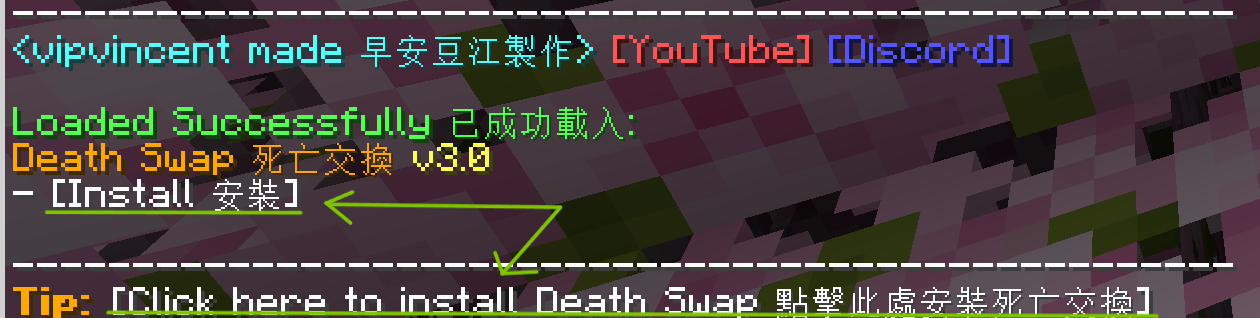 <vipvincent made 早安豆江製作> [YouTube] [Discord]
Loaded Successfully 已成功載入:
Death Swap 死亡交換 v3.0
- [Install 安裝]
Tip: [Click here to install Death Swap 點擊此處安裝死亡交換]